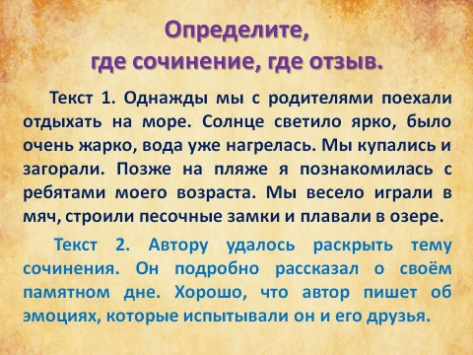 Определите,
где сочинение, где отзыв.
Текст 1. Однажды мы с родителями поехали
отдыхать на море. Солнце светило ярко, было
очень жарко, вода уже нагрелась. Мы купались и
загорали. Позже на пляже я познакомилась с
ребятами моего возраста. Мы весело играли в
мяч, строили песочные замки и плавали в озере.
Текст 2. Автору удалось раскрыть тему
сочинения. Он подробно рассказал о своём
памятном дне. Хорошо, что автор пишет об
эмоциях, которые испытывали он и его друзья.